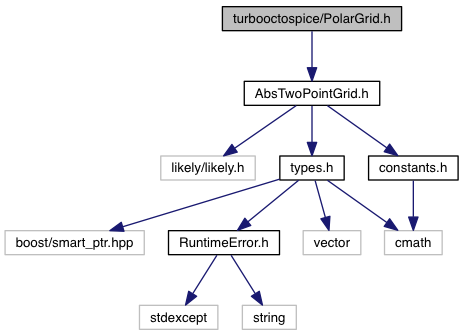 turbooctospice/PolarGrid.h
AbsTwoPointGrid.h
likely/likely.h
types.h
constants.h
boost/smart_ptr.hpp
RuntimeError.h
vector
cmath
stdexcept
string